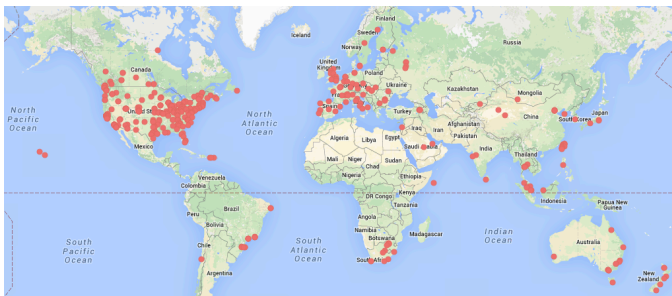 Finland
Iceland
Sweden
Norway
Russia
Canada
United
Kingdom
Poland
Ukraine
Kazakhstan
Mongolia
North
Pacific
Ocean
North
Atlantic
Ocean
Spain
Turkey
China
South Korea
Japan
Iraq
Iran
Afghanistan
Pakistan
Algeria
Libya
Egypt
Saudi
Mexico
India
Mali
Niger
Sudan
Chad
Thailand
Nigeria
Ethiopia
Venezuela
Colombia
Kenya
DR Congo
Indonesia
Papua New
Guinea
Tanzania
Brazil
Peru
Angola
Bolivia
Namibia
Botswana
Madagascar
Indian
Ocean
Australia
South
Pacific
Ocean
South
Atlantic
Ocean
Chile
South Africa
Argentina
New
Zealand